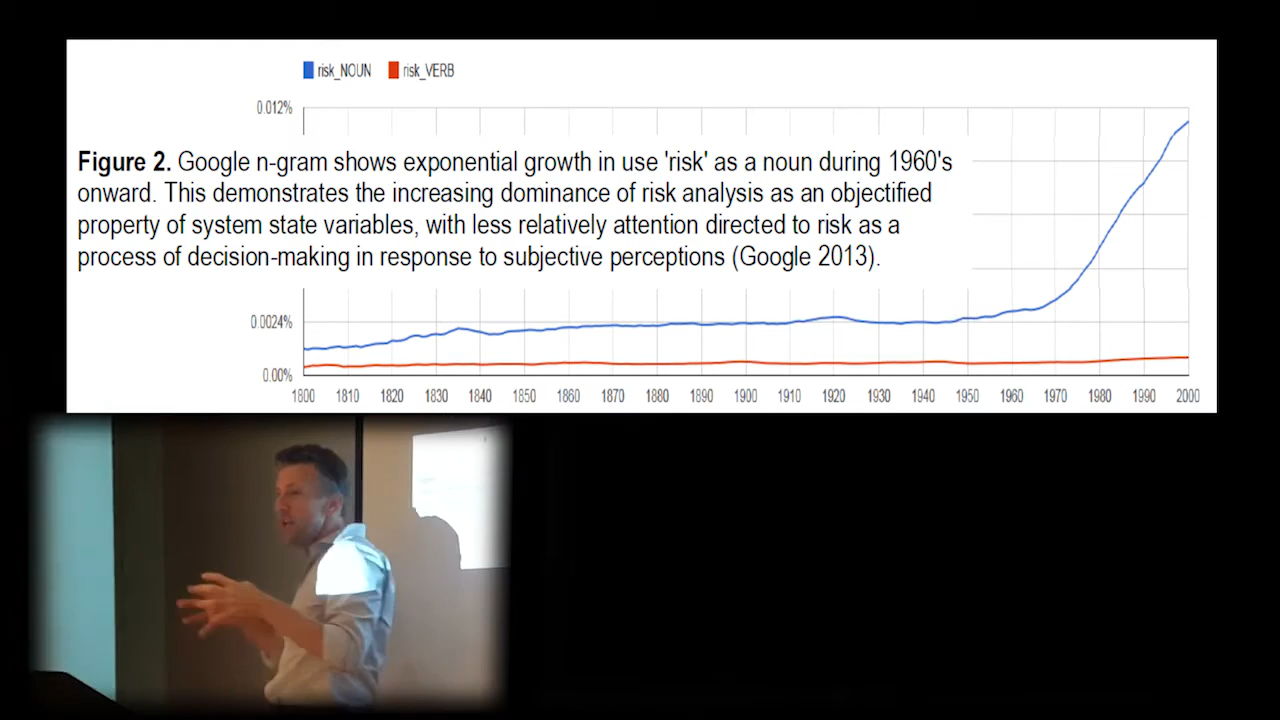 risk_NOUN risk_VERB
0.012%
Figure 2. Google n-gram shows exponential growth in use 'risk' as a noun during 1960's
onward. This demonstrates the increasing dominance of risk analysis as an objectified
property of system state variables, with less relatively attention directed to risk as a
process of decision-making in response to subjective perceptions (Google 2013).
0.0024%
0.00%
1800 1810 1820 1830 1840 1850 1860 1870 1880 1890 1900 1910 1920 1930 1940 1950 1960 1970 1980 1990 2000